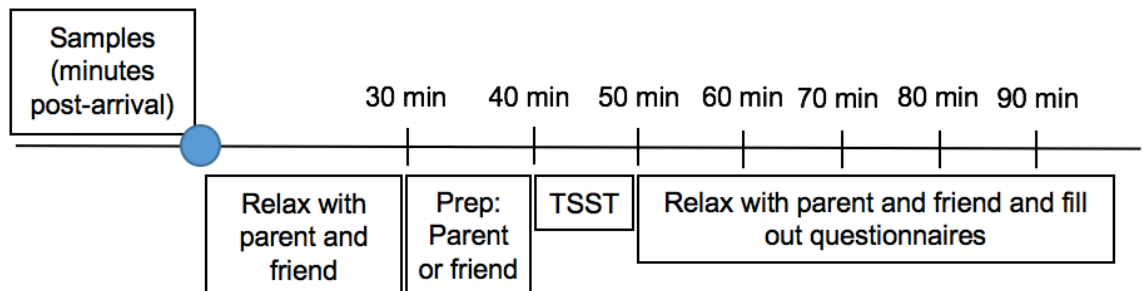 Samples
(minutes
post-arrival)
30 min
40 min
50 min
60 min
70 min
80 min
90 min
Relax with
parent and
friend
Prep:
Parent
or friend
TSST
Relax with parent and friend and fill
out questionnaires